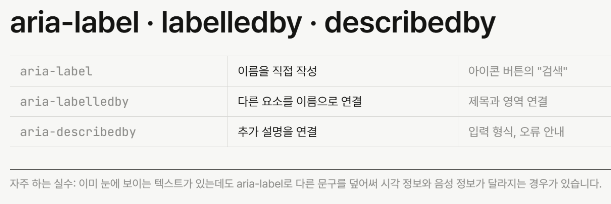 aria-label · labelledby · describedby
aria-label 이름을 직접 작성 아이콘 버튼의 "검색"
aria-labelledby 다른 요소를 이름으로 연결 제목과 영역 연결
aria-describedby 추가 설명을 연결 입력 형식, 오류 안내
자주 하는 실수: 이미 눈에 보이는 텍스트가 있는데도 aria-label로 다른 문구를 덮어써 시각 정보와 음성 정보가 달라지는 경우가 있습니다.